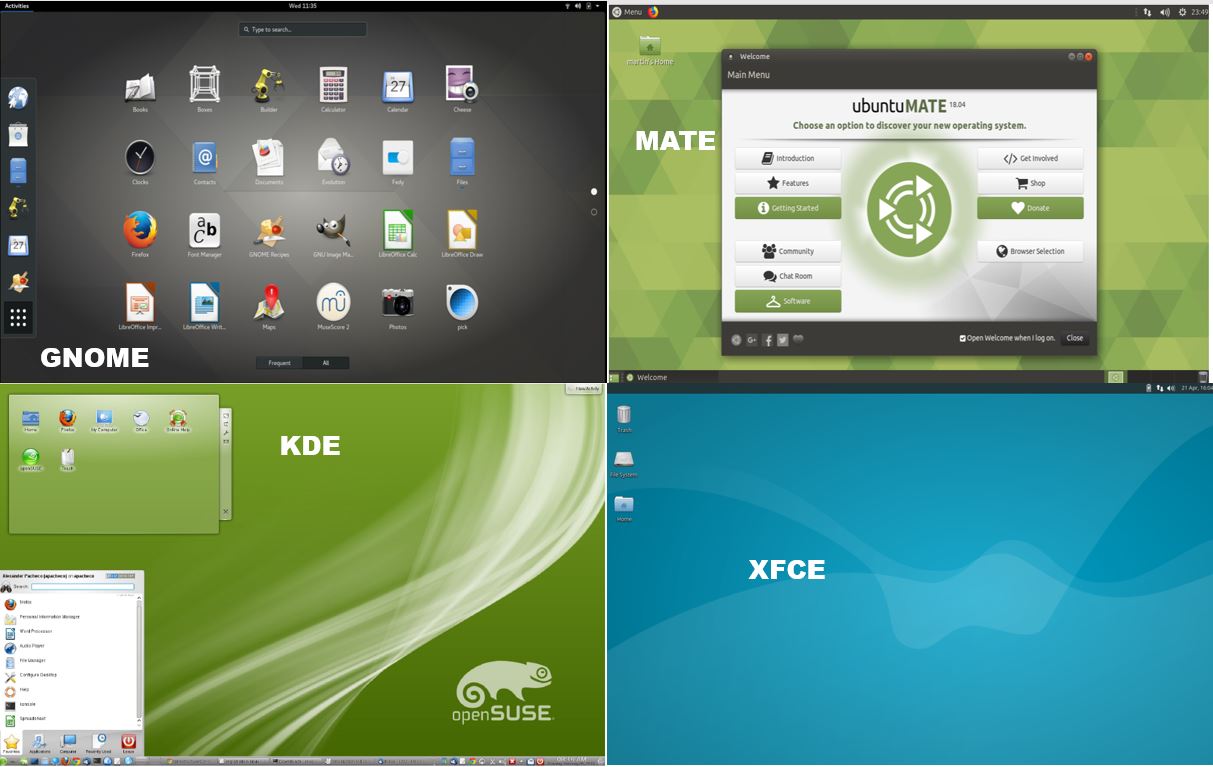 Activities
Wed 11:35
Type to search...
Books
Boxes
Builder
Calculator
27
Calendar
Cheese
Clocks
Contacts
Documents
Evolution
Fedy
Files
Firefox
Font Manager
GNOME Recipes
GNU Image Ma...
LibreOffice Calc
LibreOffice Draw
27
LibreOffice Impr...
LibreOffice Writ...
Maps
MuseScore 2
Photos
pick
Frequent
All
GNOME
Menu
23:49
martin's Home
Welcome
Main Menu
ubuntu MATE 18.04
Choose an option to discover your new operating system.
Introduction
Get Involved
Features
Shop
Getting Started
Donate
Community
Browser Selection
Chat Room
Software
Open Welcome when I log on.
Close
Welcome
MATE
Home
Firefox
My Computer
Office
Online Help
openSUSE
Trash
KDE
Alexander Pacheco (apacheco) on apacheco
Search:
Firefox
Personal Information Manager
Word Processor
Audio Player
File Manager
Configure Desktop
Help
Konsole
Spreadsheet
Favorites
Applications
Computer
Recently Used
Leave
openSUSE
21 Apr, 16:04
Trash
File System
Home
XFCE